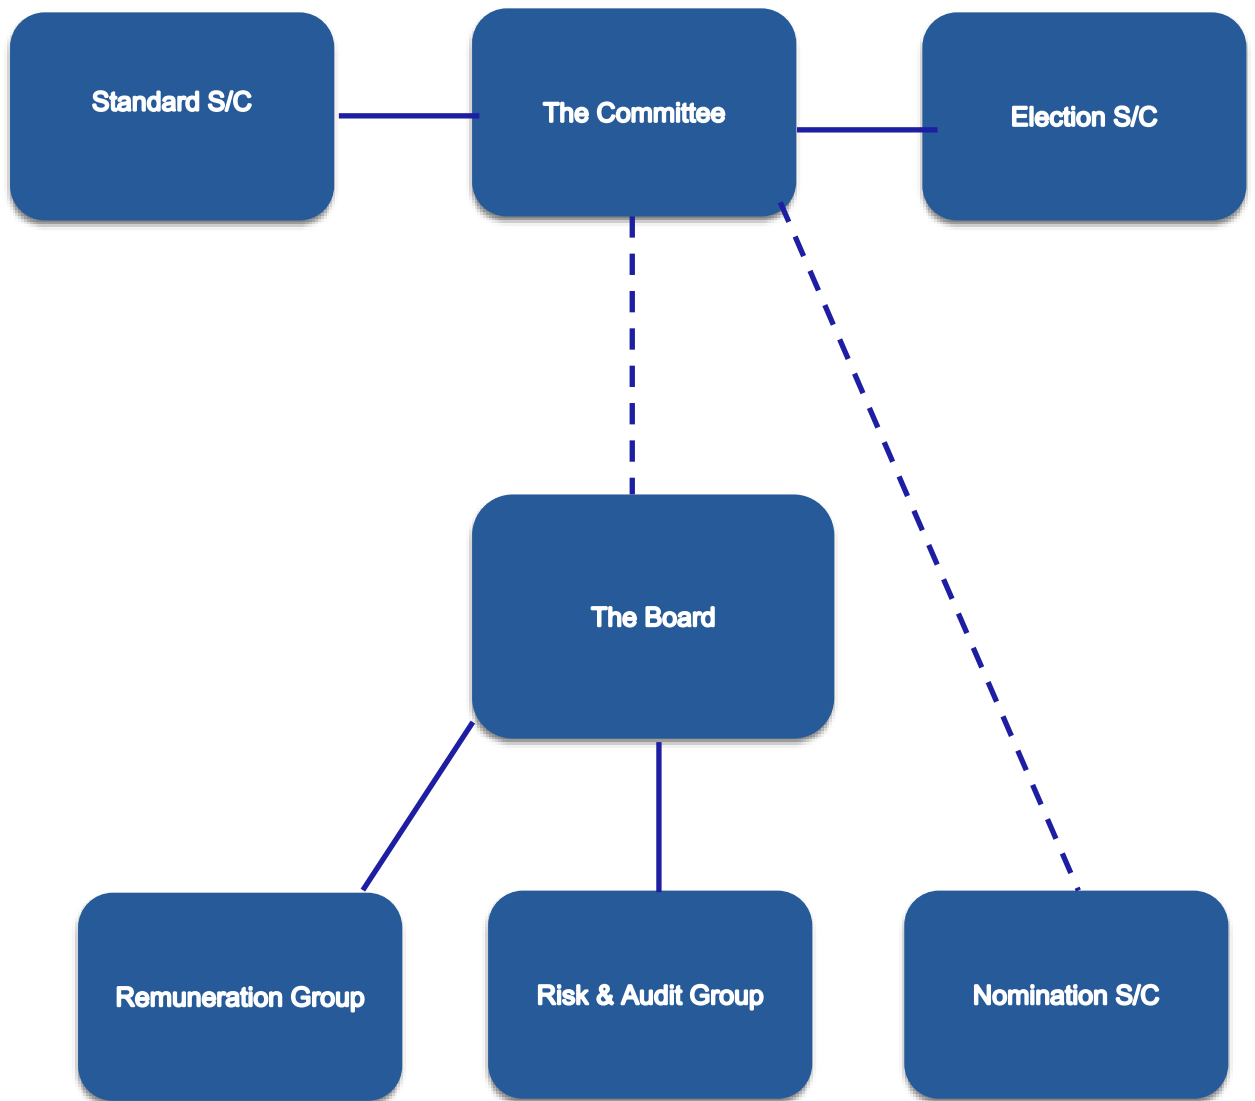 Standard S/C
The Committee
Election S/C
The Board
Remuneration Group
Risk & Audit Group
Nomination S/C